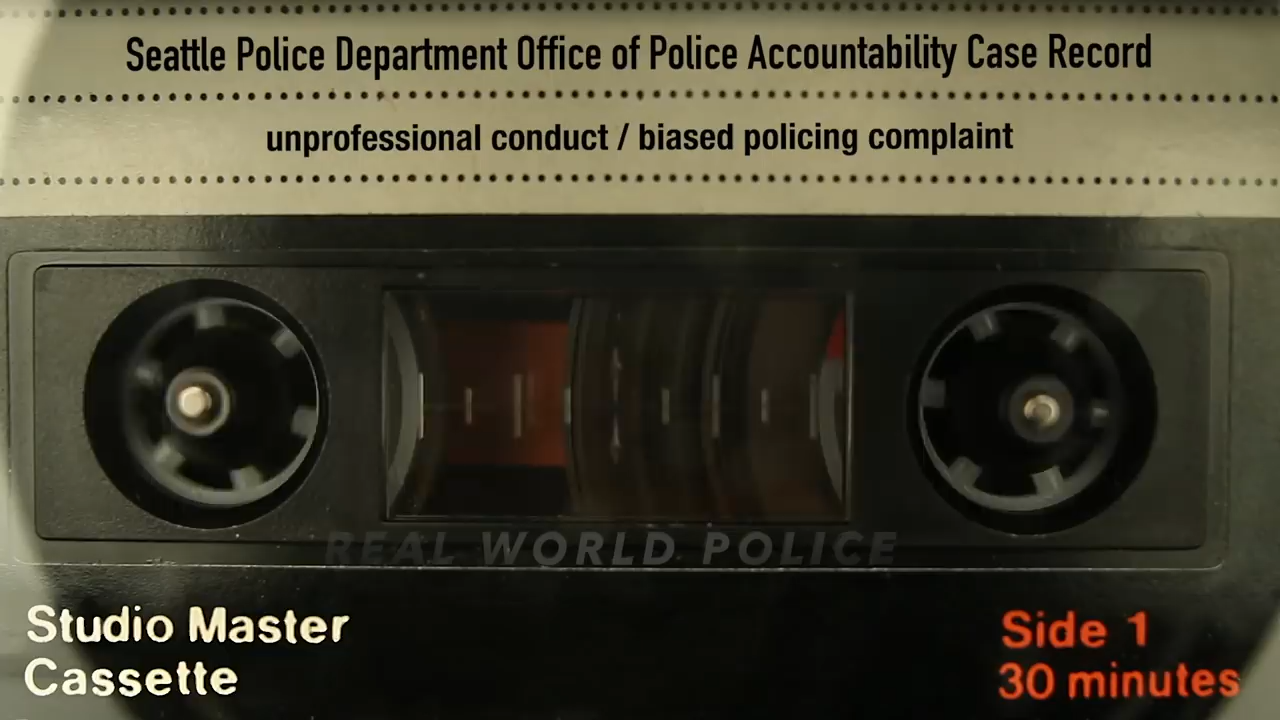 Seattle Police Department Office of Police Accountability Case Record
unprofessional conduct / biased policing complaint
REAL WORLD POLICE
Studio Master
Cassette
Side 1
30 minutes